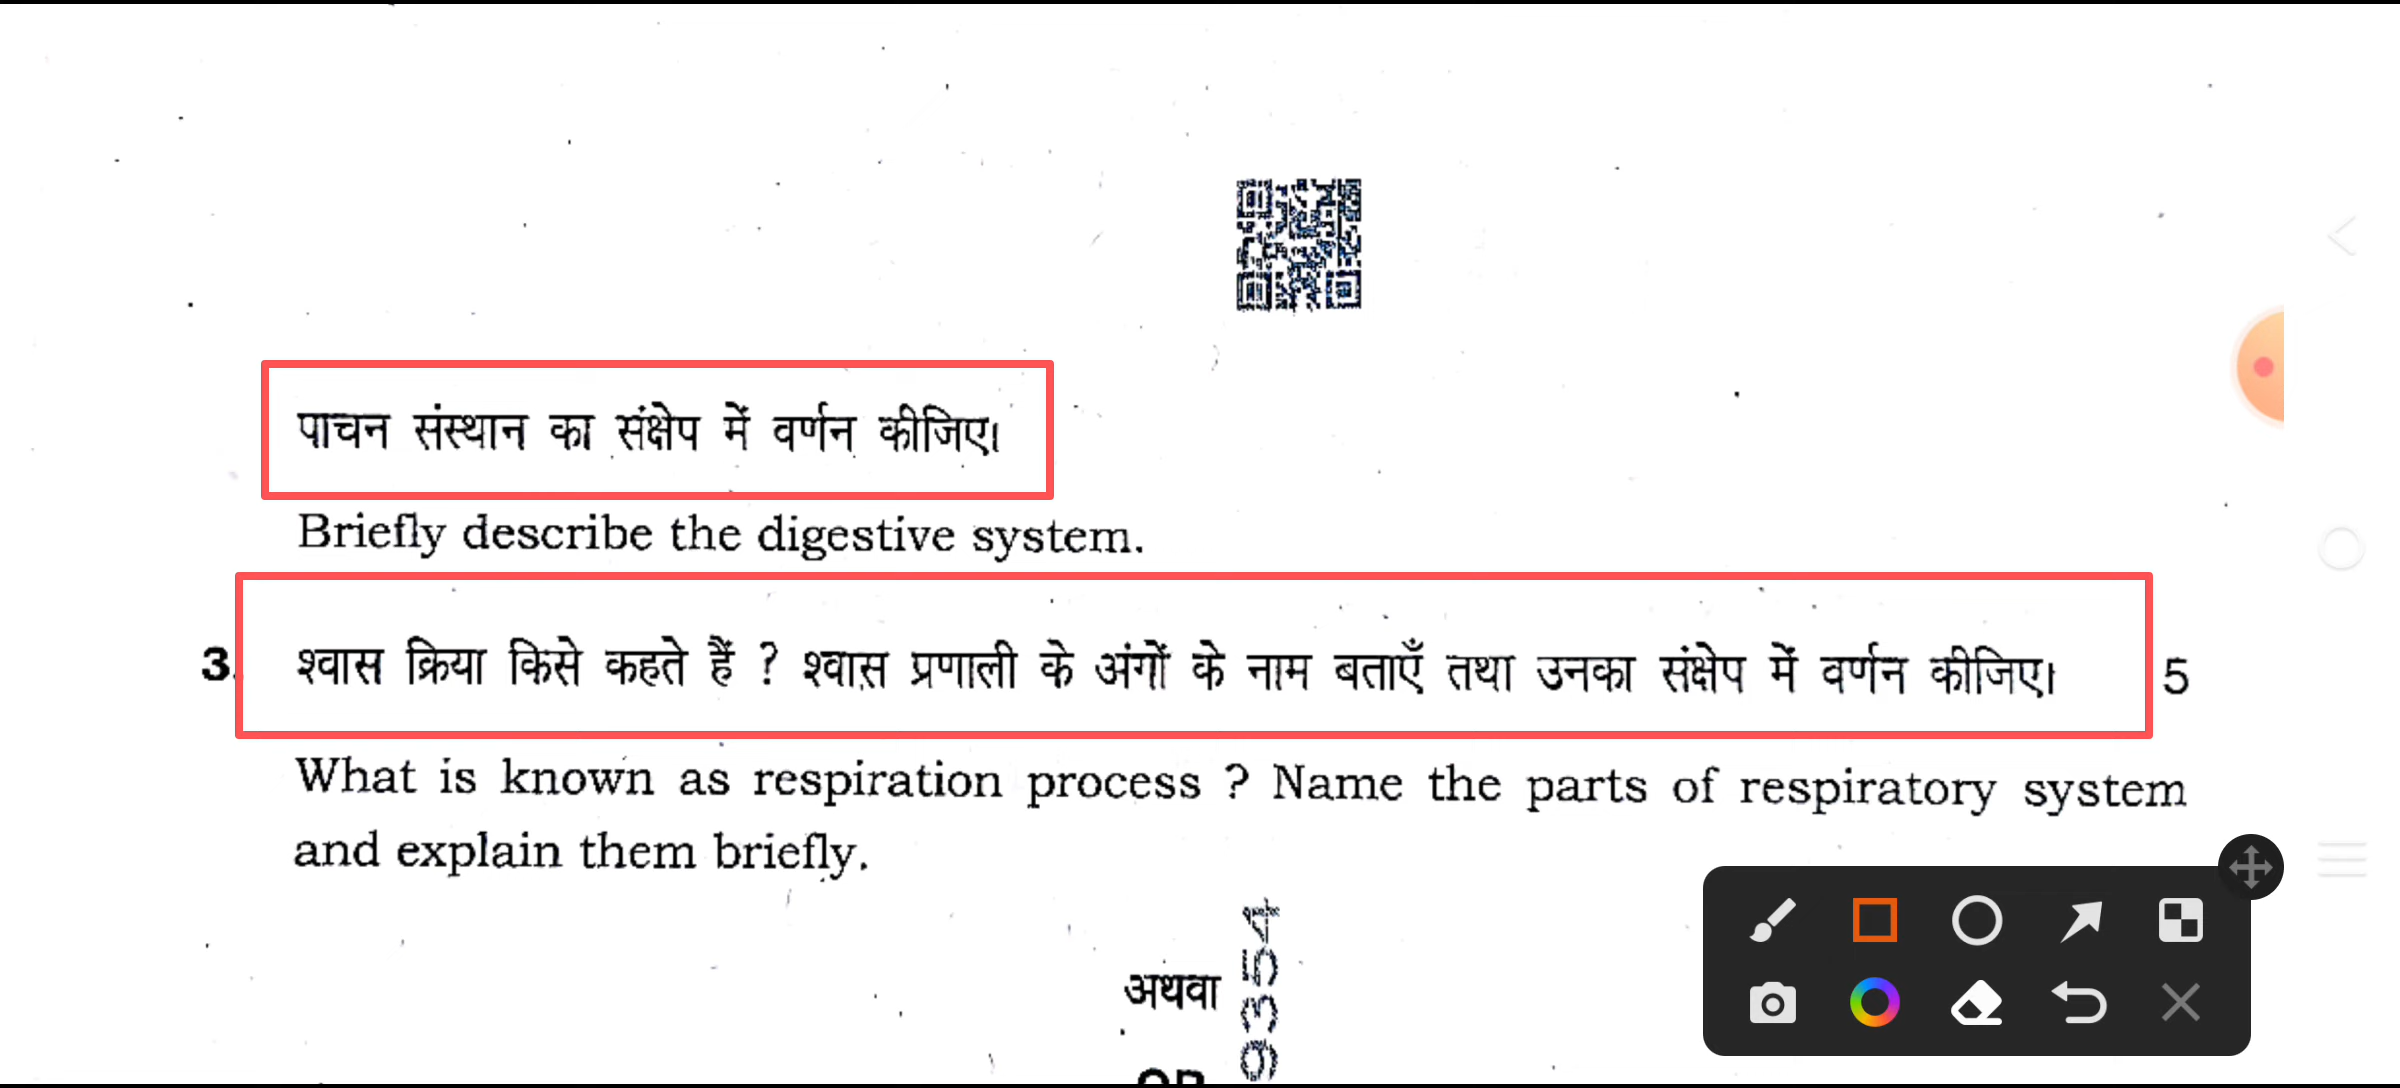 पाचन संस्थान का संक्षेप में वर्णन कीजिए।
Briefly describe the digestive system.
3. श्वास क्रिया किसे कहते हैं ? श्वास प्रणाली के अंगों के नाम बताएँ तथा उनका संक्षेप में वर्णन कीजिए। 5
What is known as respiration process ? Name the parts of respiratory system
and explain them briefly.
अथवा
OR